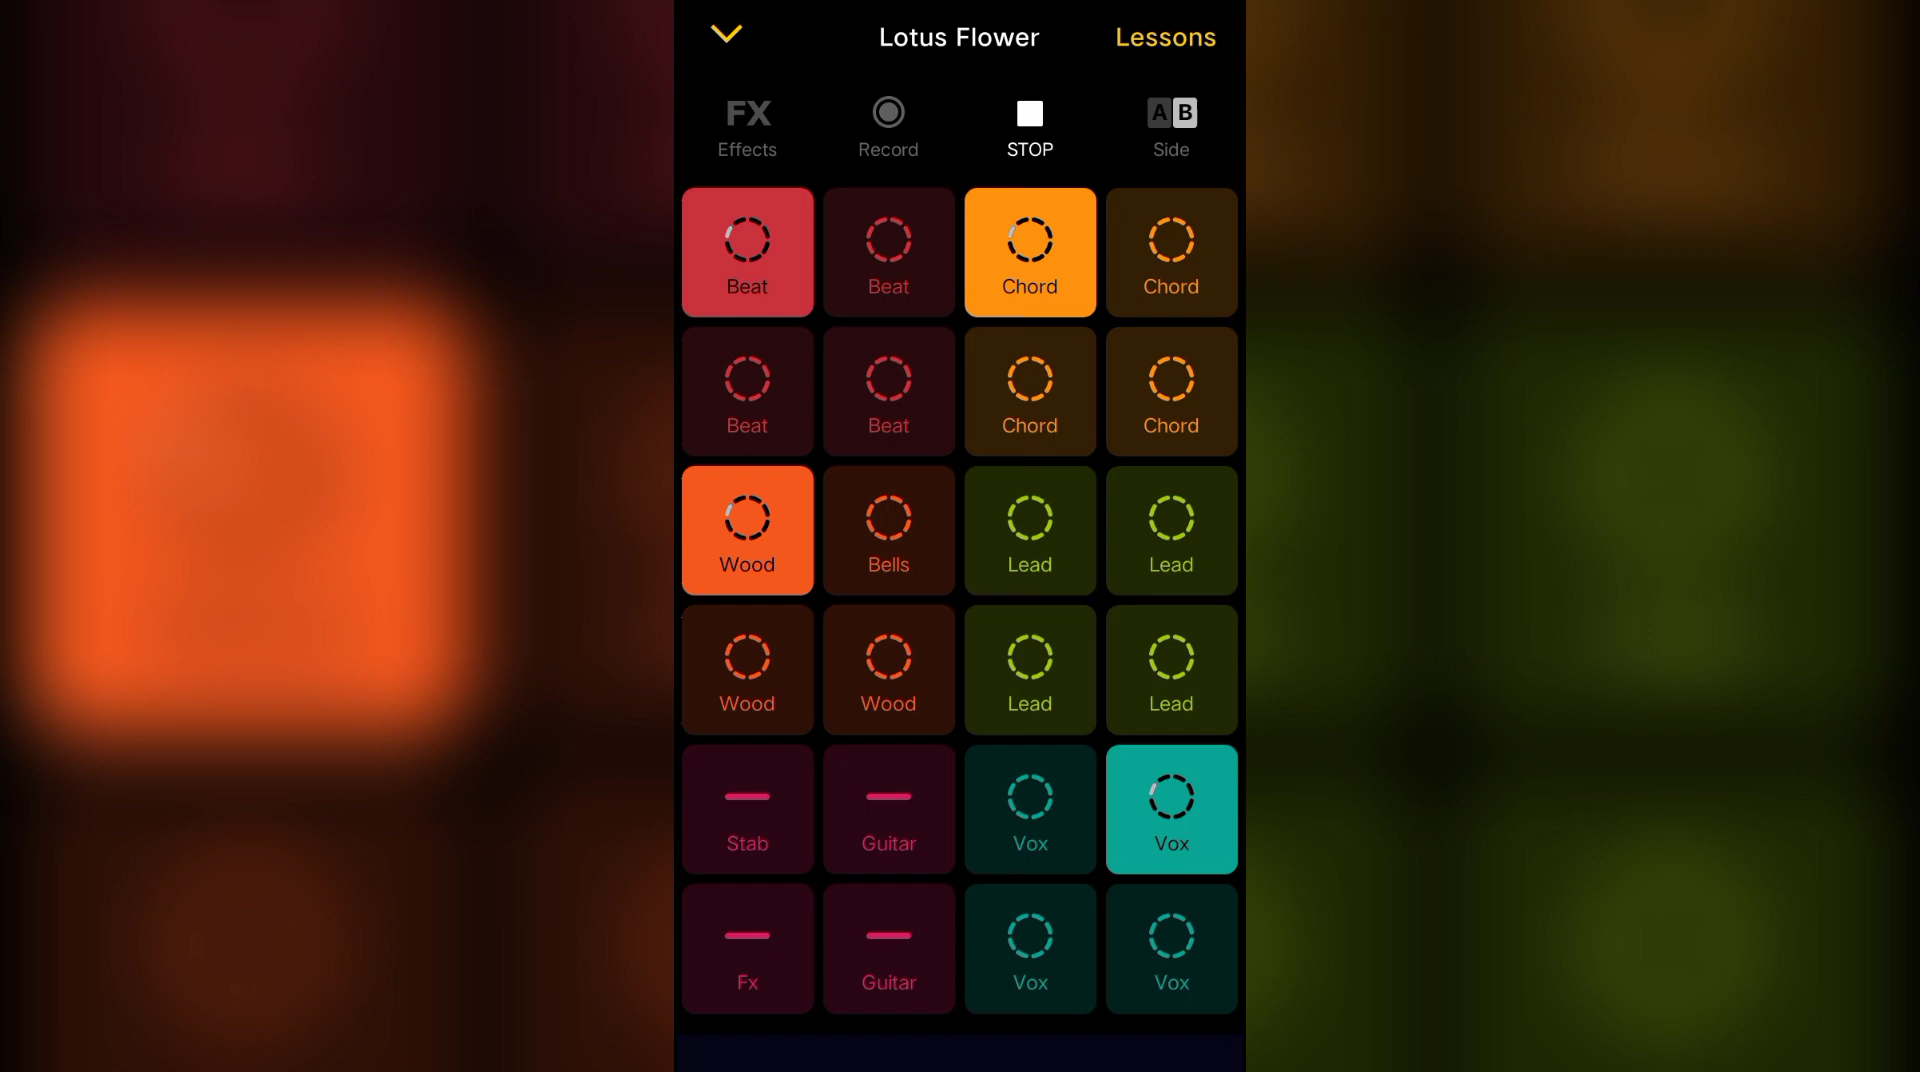 Lotus Flower Lessons
FX A B
Effects Record STOP Side
Beat Beat Chord Chord
Beat Beat Chord Chord
Wood Bells Lead Lead
Wood Wood Lead Lead
Stab Guitar Vox Vox
Fx Guitar Vox Vox